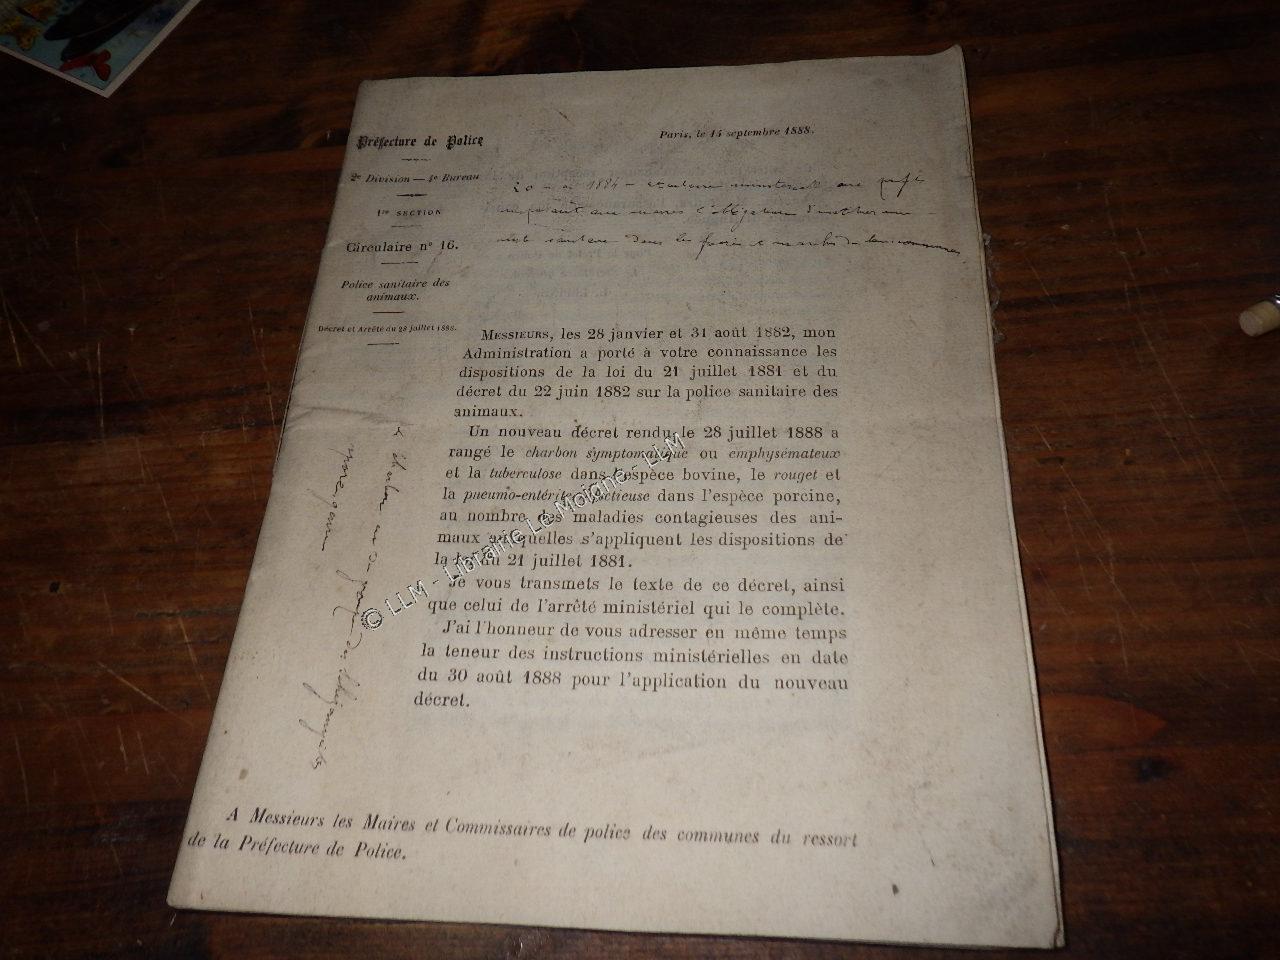 Préfecture de Police
2e Division — 4e Bureau
1re SECTION
Circulaire n° 16.
Police sanitaire des
animaux.
Décret et Arrêté du 28 juillet 1888.
Paris, le 14 septembre 1888.
MESSIEURS, les 28 janvier et 31 août 1882, mon
Administration a porté à votre connaissance les
dispositions de la loi du 21 juillet 1881 et du
décret du 22 juin 1882 sur la police sanitaire des
animaux.
Un nouveau décret rendu le 28 juillet 1888 a
rangé le charbon symptomatique ou emphysémateux
et la tuberculose dans l'espèce bovine, le rouget et
la pneumo-entérite infectieuse dans l'espèce porcine,
au nombre des maladies contagieuses des ani-
maux auxquelles s'appliquent les dispositions de
la loi du 21 juillet 1881.
Je vous transmets le texte de ce décret, ainsi
que celui de l'arrêté ministériel qui le complète.
J'ai l'honneur de vous adresser en même temps
la teneur des instructions ministérielles en date
du 30 août 1888 pour l'application du nouveau
décret.
A Messieurs les Maires et Commissaires de police des communes du ressort
de la Préfecture de Police.
© LLM - Librairie Le Moigne - LLM